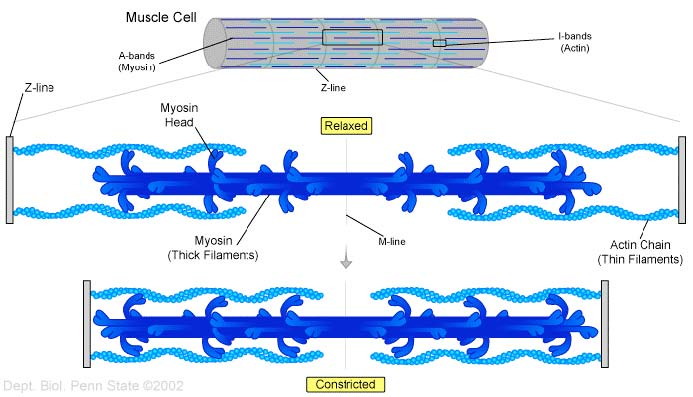 Muscle Cell
A-bands
(Myosin)
I-bands
(Actin)
Z-line
Z-line
Myosin
Head
Relaxed
Myosin
(Thick Filaments)
M-line
Actin Chain
(Thin Filaments)
Constricted
Dept. Biol. Penn State ©2002